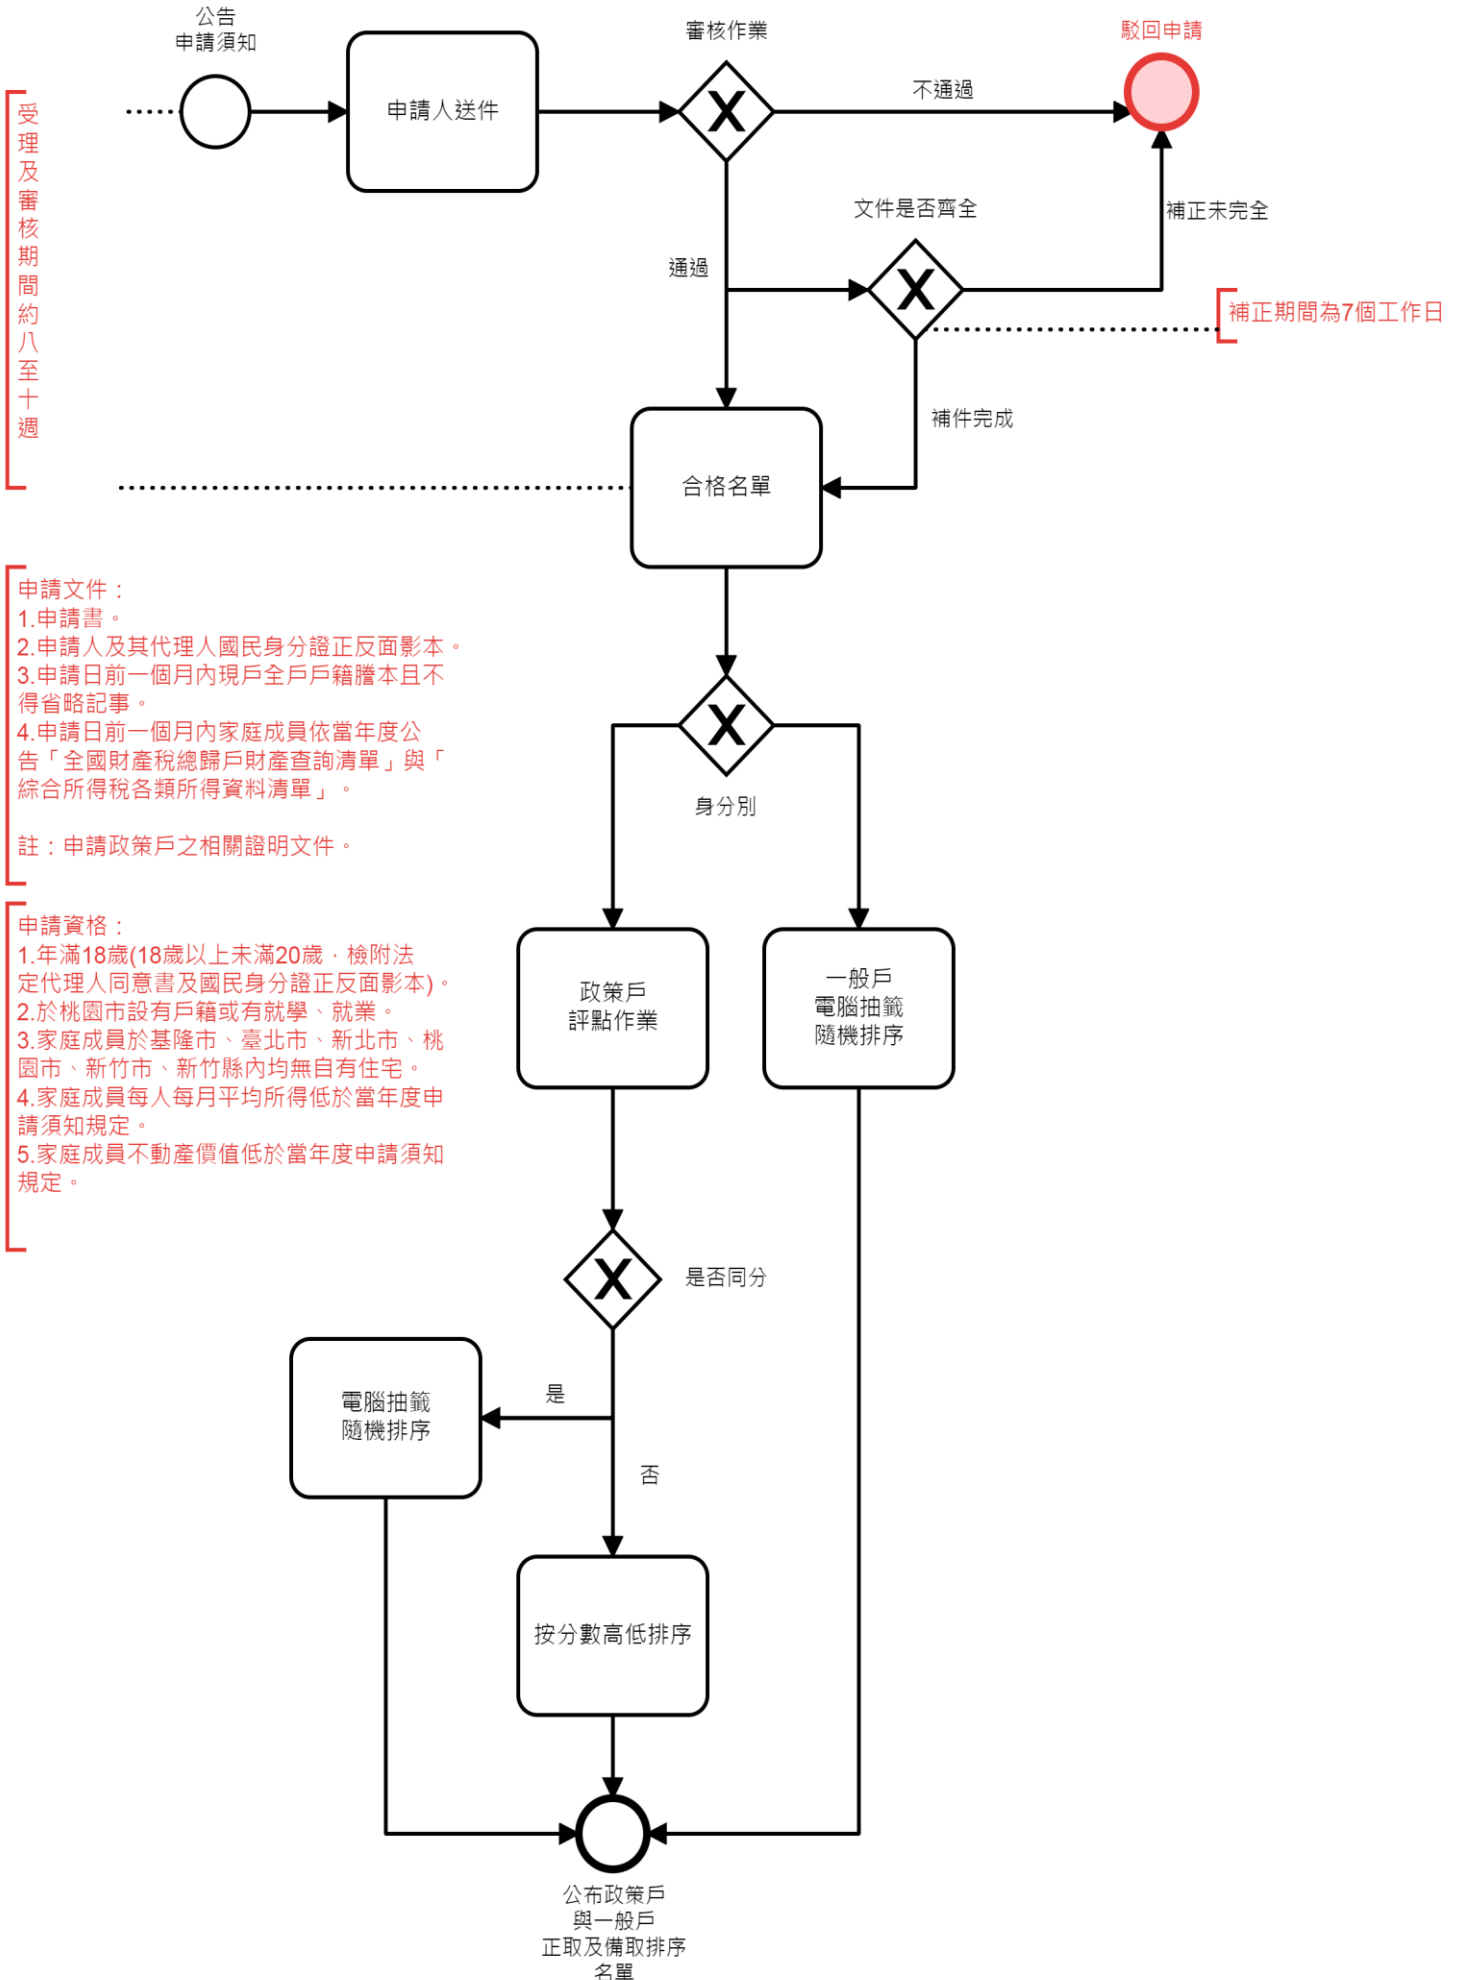 公告
申請須知
申請人送件
審核作業
不通過
駁回申請
受
理
及
審
核
期
間
約
八
至
十
週
文件是否齊全
補正未完全
通過
補正期間為7個工作日
補件完成
合格名單
申請文件：
1.申請書。
2.申請人及其代理人國民身分證正反面影本。
3.申請日前一個月內現戶全戶戶籍謄本且不
得省略記事。
4.申請日前一個月內家庭成員依當年度公
告「全國財產稅總歸戶財產查詢清單」與「
綜合所得稅各類所得資料清單」。
註：申請政策戶之相關證明文件。
身分別
申請資格：
1.年滿18歲(18歲以上未滿20歲，檢附法
定代理人同意書及國民身分證正反面影本)。
2.於桃園市設有戶籍或有就學、就業。
3.家庭成員於基隆市、臺北市、新北市、桃
園市、新竹市、新竹縣內均無自有住宅。
4.家庭成員每人每月平均所得低於當年度申
請須知規定。
5.家庭成員不動產價值低於當年度申請須知
規定。
政策戶
評點作業
一般戶
電腦抽籤
隨機排序
是否同分
是
電腦抽籤
隨機排序
否
按分數高低排序
公布政策戶
與一般戶
正取及備取排序
名單